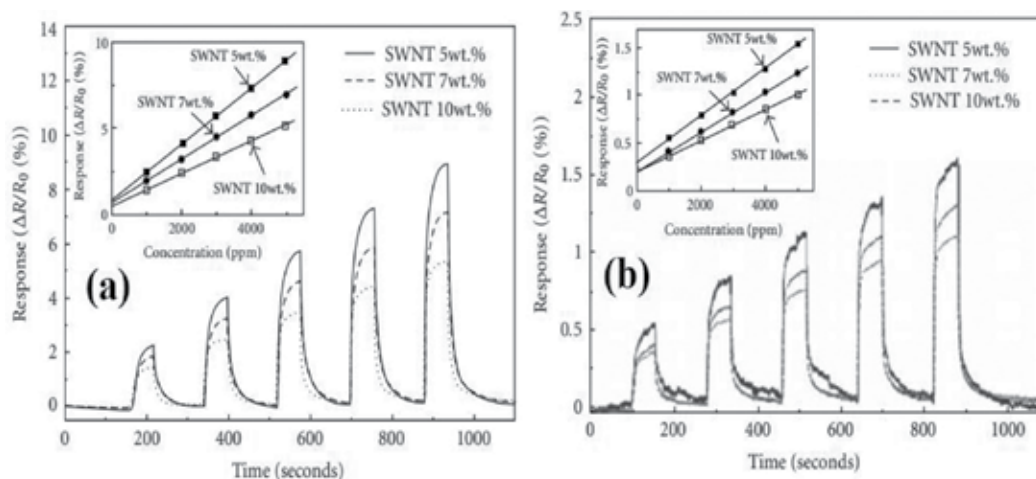 14
12
10
8
6
4
2
0
0
200
400
600
800
1000
Time (seconds)
Response (ΔR/R0 (%))
10
5
0
0
2000
4000
Concentration (ppm)
Response (ΔR/R0 (%))
SWNT 5wt.%
SWNT 7wt.%
SWNT 10wt.%
SWNT 5wt.%
SWNT 7wt.%
SWNT 10wt.%
(a)
2.5
2
1.5
1
0.5
0
0
200
400
600
800
1000
Time (seconds)
Response (ΔR/R0 (%))
1.5
1
0.5
0
0
2000
4000
Concentration (ppm)
Response (ΔR/R0 (%))
SWNT 5wt.%
SWNT 7wt.%
SWNT 10wt.%
SWNT 5wt.%
SWNT 7wt.%
SWNT 10wt.%
(b)